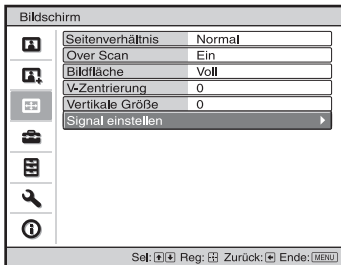 Bildschirm
Seitenverhältnis Normal
Over Scan Ein
Bildfläche Voll
V-Zentrierung 0
Vertikale Größe 0
Signal einstellen
Sel: Reg: Zurück: Ende: MENU